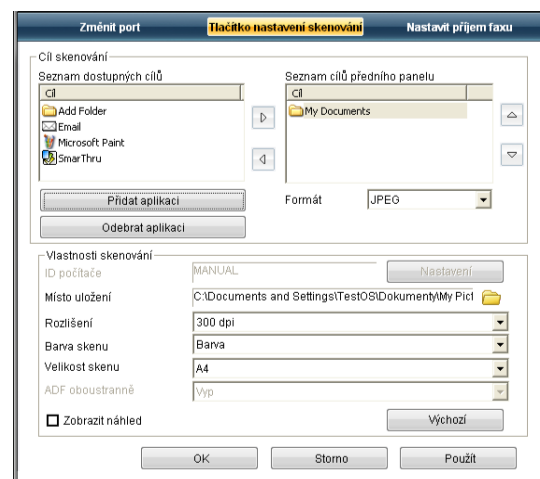 Změnit port
Tlačítko nastavení skenování
Nastavit příjem faxu
Cíl skenování
Seznam dostupných cílů
Cíl
Add Folder
Email
Microsoft Paint
SmarThru
Přidat aplikaci
Odebrat aplikaci
Seznam cílů předního panelu
Cíl
My Documents
Formát JPEG
Vlastnosti skenování
ID počítače MANUAL Nastavení
Místo uložení C:\Documents and Settings\TestOS\Dokumenty\My Pict
Rozlišení 300 dpi
Barva skenu Barva
Velikost skenu A4
ADF oboustranně Vyp
Zobrazit náhled Výchozí
OK Storno Použít